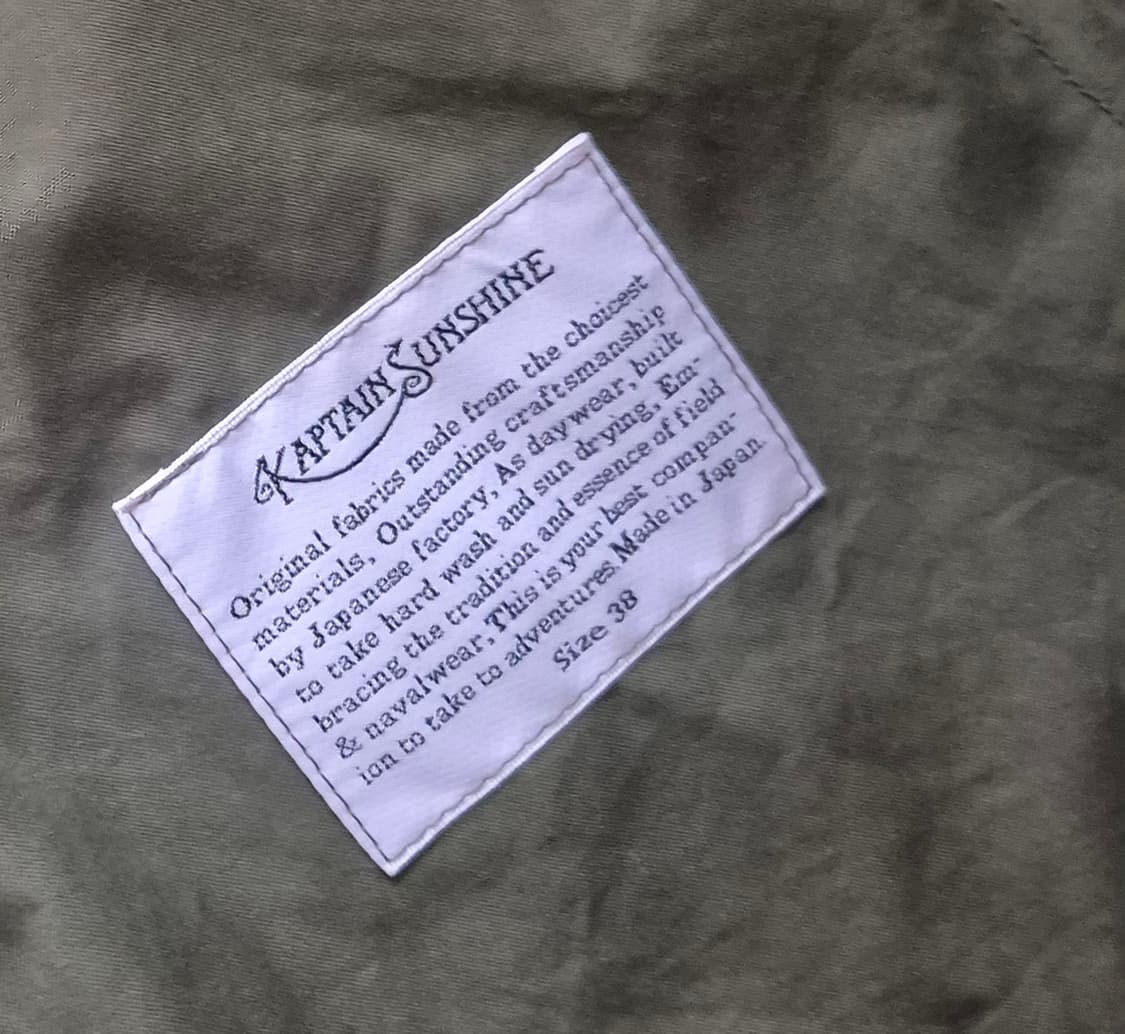 KAPTAIN SUNSHINE
Original fabrics made from the choicest
materials, Outstanding craftsmanship
by Japanese factory, As daywear, built
to take hard wash and sun drying, Em-
bracing the tradition and essence of field
& navalwear, This is your best compan-
ion to take to adventures. Made in Japan.
Size 38